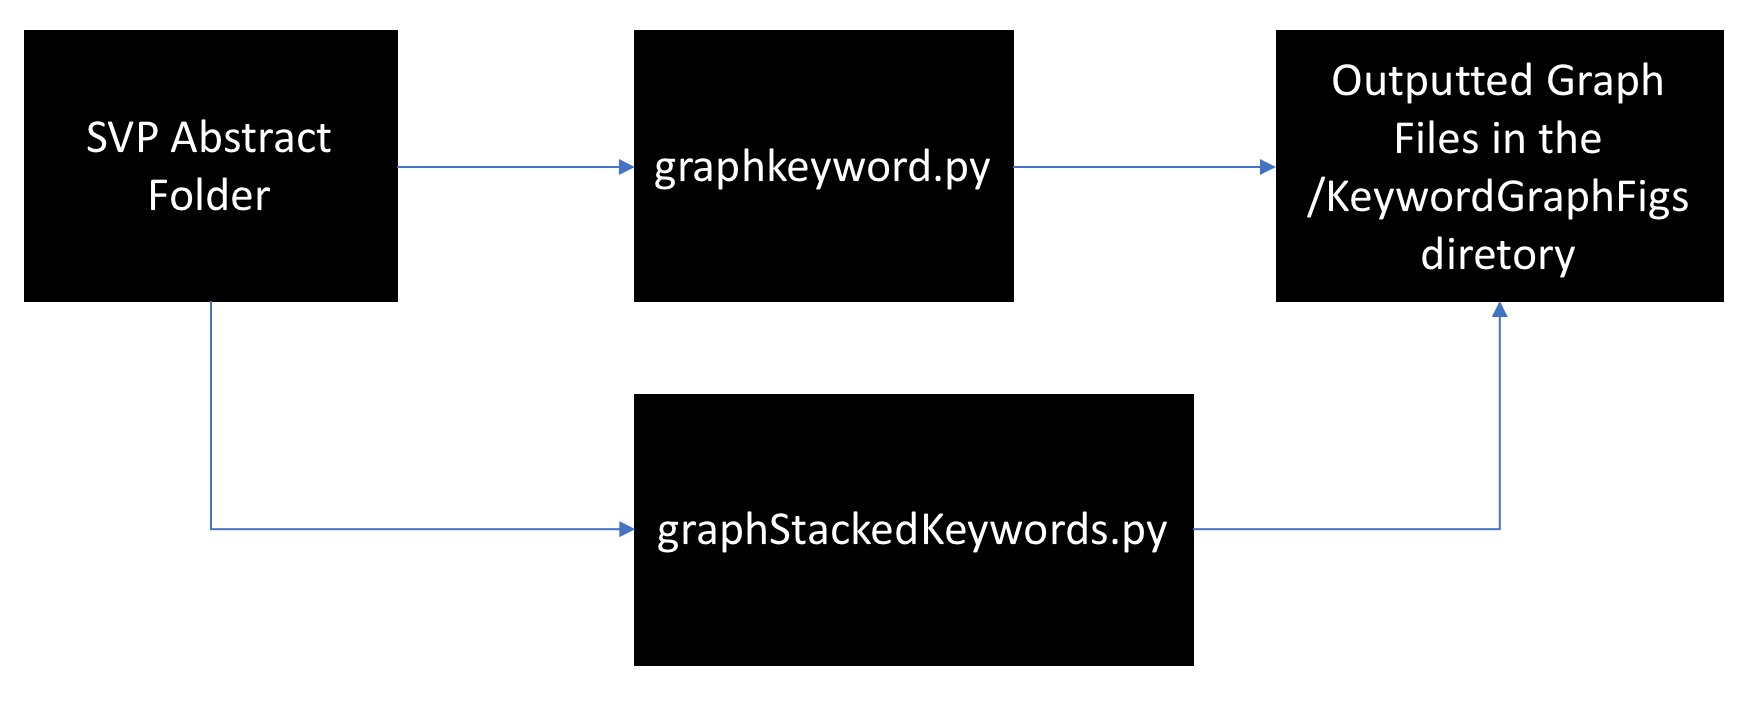 SVP Abstract
Folder
graphkeyword.py
Outputted Graph
Files in the
/KeywordGraphFigs
diretory
graphStackedKeywords.py